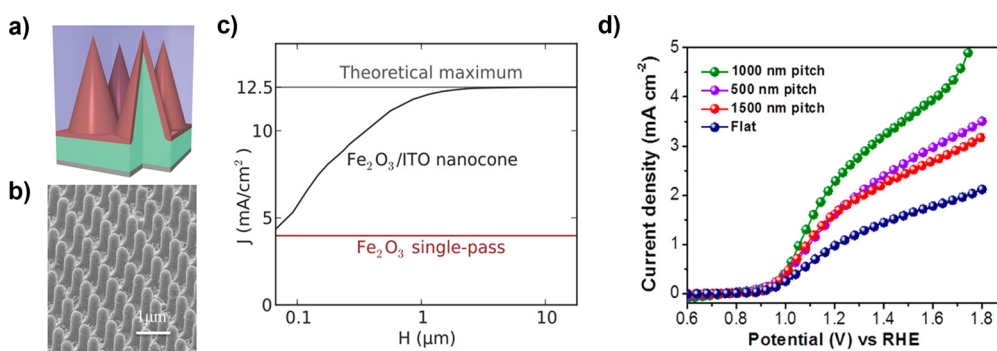 a)
b)
1μm
c)
Theoretical maximum
Fe₂O₃/ITO nanocone
Fe₂O₃ single-pass
J (mA/cm²)
12.5
10
5
0
0.1
1
10
H (μm)
d)
1000 nm pitch
500 nm pitch
1500 nm pitch
Flat
Current density (mA cm⁻²)
5
4
3
2
1
0
0.6
0.8
1.0
1.2
1.4
1.6
1.8
Potential (V) vs RHE